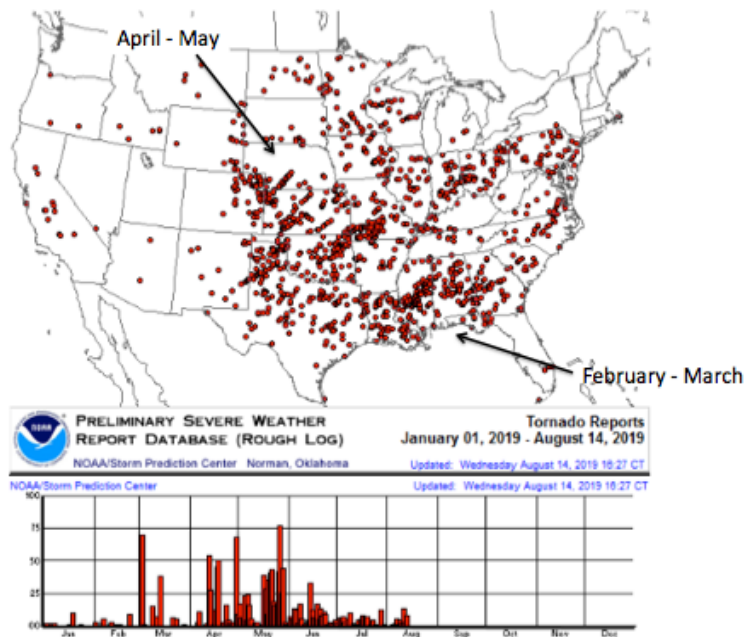 April - May
February - March
NOAA
PRELIMINARY SEVERE WEATHER
REPORT DATABASE (ROUGH LOG)
NOAA/Storm Prediction Center Norman, Oklahoma
Tornado Reports
January 01, 2019 - August 14, 2019
Updated: Wednesday August 14, 2019 16:27 CT
NOAA/Storm Prediction Center
Updated: Wednesday August 14, 2019 16:27 CT
100
75
50
25
00
Jan Feb Mar Apr May Jun Jul Aug Sep Oct Nov Dec